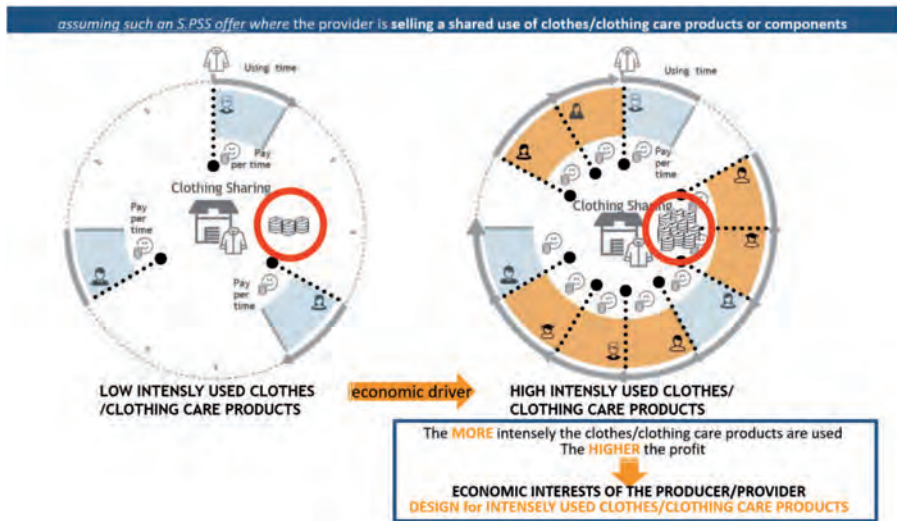 assuming such an S.PSS offer where the provider is selling a shared use of clothes/clothing care products or components
Using time
Pay
per time
Clothing Sharing
Pay
per
time
Pay
per
time
LOW INTENSLY USED CLOTHES
/CLOTHING CARE PRODUCTS
economic driver
Using time
Pay
per
time
Clothing Sharing
HIGH INTENSLY USED CLOTHES/
CLOTHING CARE PRODUCTS
The MORE intensely the clothes/clothing care products are used
The HIGHER the profit
ECONOMIC INTERESTS OF THE PRODUCER/PROVIDER
DESIGN for INTENSELY USED CLOTHES/CLOTHING CARE PRODUCTS